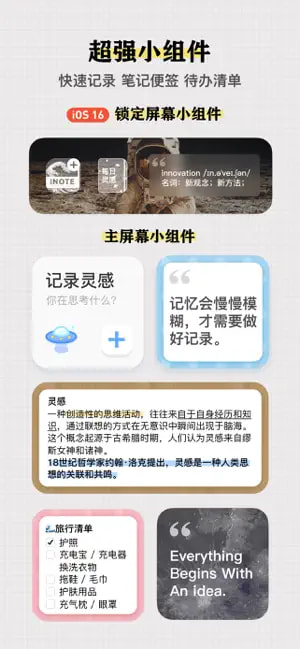 超强小组件
快速记录 笔记便签 待办清单
iOS 16 锁定屏幕小组件
iNOTE
每日
灵感
innovation /ɪn.ə'veɪ.ʃən/
名词：新观念；新方法；
主屏幕小组件
记录灵感
你在思考什么？
记忆会慢慢模
糊，才需要做
好记录。
灵感
一种创造性的思维活动，往往来自于自身经历和知
识，通过联想的方式在无意识中瞬间出现于脑海。
这个概念起源于古希腊时期，人们认为灵感来自缪
斯女神和诸神。
18世纪哲学家约翰·洛克提出，灵感是一种人类思
想的关联和共鸣。
旅行清单
护照
充电宝 / 充电器
换洗衣物
拖鞋 / 毛巾
护肤用品
充气枕 / 眼罩
Everything
Begins With
An idea.